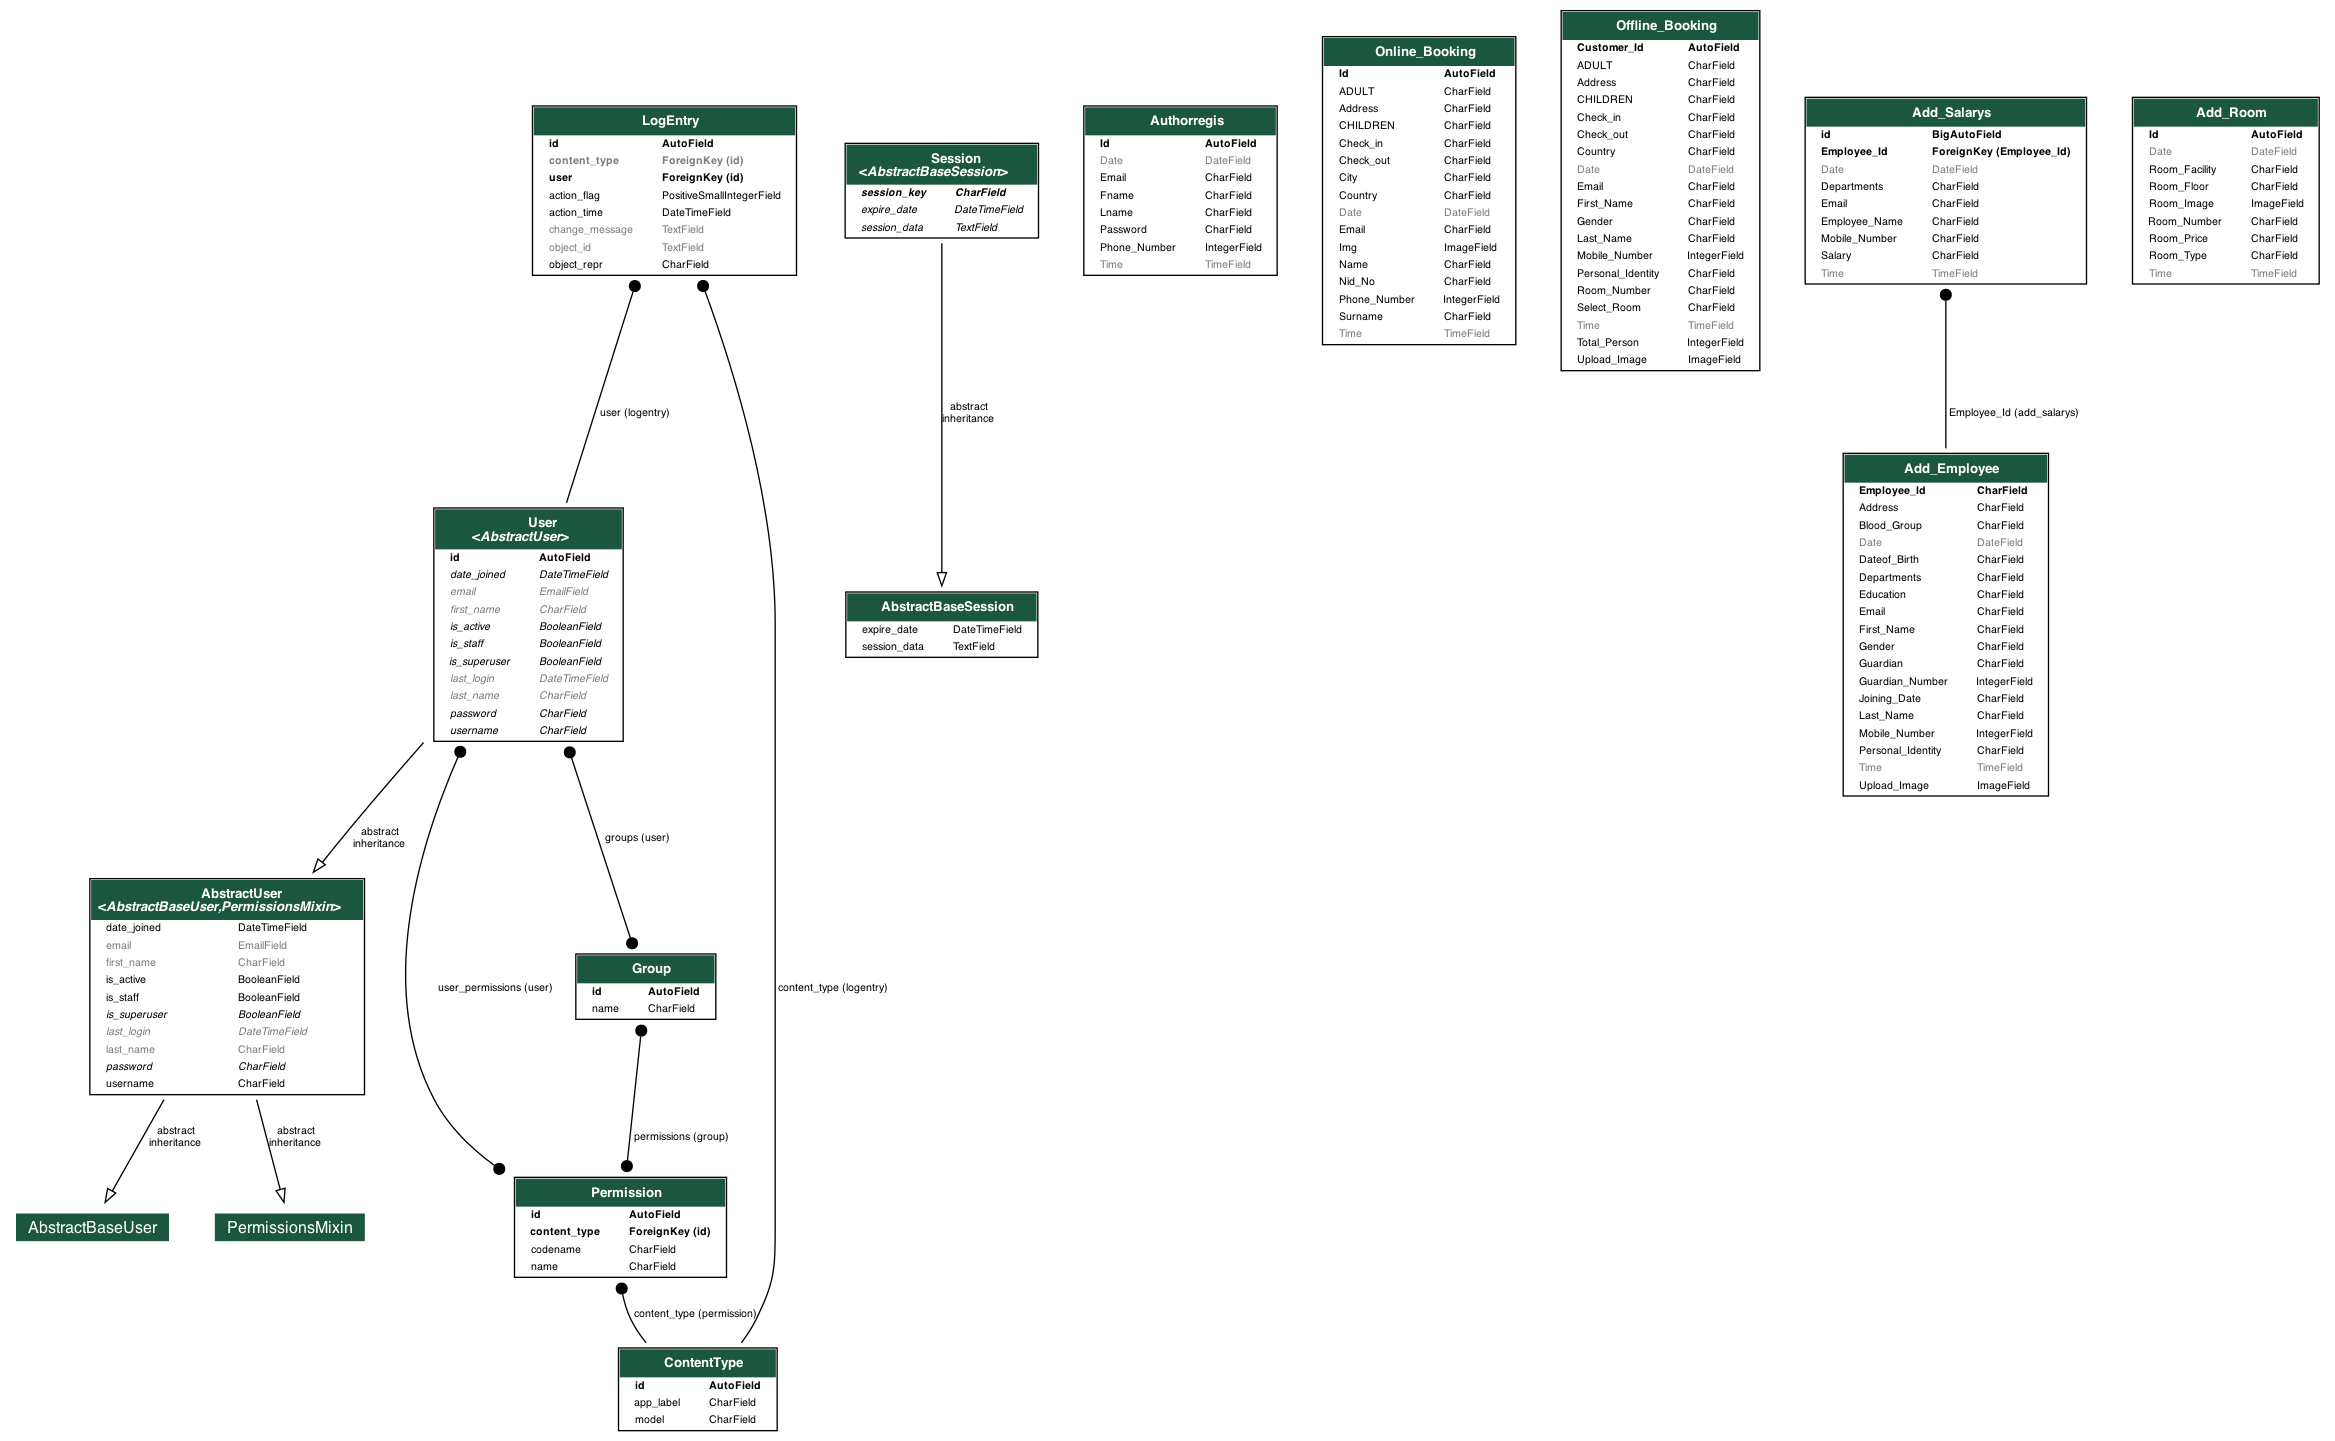 Offline_Booking
Customer_Id AutoField
ADULT CharField
Address CharField
CHILDREN CharField
Check_in CharField
Check_out CharField
Country CharField
Date DateField
Email CharField
First_Name CharField
Gender CharField
Last_Name CharField
Mobile_Number IntegerField
Personal_Identity CharField
Room_Number CharField
Select_Room CharField
Time TimeField
Total_Person IntegerField
Upload_Image ImageField
Online_Booking
Id AutoField
ADULT CharField
Address CharField
CHILDREN CharField
Check_in CharField
Check_out CharField
City CharField
Country CharField
Date DateField
Email CharField
Img ImageField
Name CharField
Nid_No CharField
Phone_Number IntegerField
Surname CharField
Time TimeField
LogEntry
id AutoField
content_type ForeignKey (id)
user ForeignKey (id)
action_flag PositiveSmallIntegerField
action_time DateTimeField
change_message TextField
object_id TextField
object_repr CharField
Session
<AbstractBaseSession>
session_key CharField
expire_date DateTimeField
session_data TextField
Authorregis
Id AutoField
Date DateField
Email CharField
Fname CharField
Lname CharField
Password CharField
Phone_Number IntegerField
Time TimeField
Add_Salarys
id BigAutoField
Employee_Id ForeignKey (Employee_Id)
Date DateField
Departments CharField
Email CharField
Employee_Name CharField
Mobile_Number CharField
Salary CharField
Time TimeField
Add_Room
Id AutoField
Date DateField
Room_Facility CharField
Room_Floor CharField
Room_Image ImageField
Room_Number CharField
Room_Price CharField
Room_Type CharField
Time TimeField
user (logentry)
abstract
inheritance
Employee_Id (add_salarys)
User
<AbstractUser>
id AutoField
date_joined DateTimeField
email EmailField
first_name CharField
is_active BooleanField
is_staff BooleanField
is_superuser BooleanField
last_login DateTimeField
last_name CharField
password CharField
username CharField
AbstractBaseSession
expire_date DateTimeField
session_data TextField
Add_Employee
Employee_Id CharField
Address CharField
Blood_Group CharField
Date DateField
Dateof_Birth CharField
Departments CharField
Education CharField
Email CharField
First_Name CharField
Gender CharField
Guardian CharField
Guardian_Number IntegerField
Joining_Date CharField
Last_Name CharField
Mobile_Number IntegerField
Personal_Identity CharField
Time TimeField
Upload_Image ImageField
abstract
inheritance
groups (user)
AbstractUser
<AbstractBaseUser,PermissionsMixin>
date_joined DateTimeField
email EmailField
first_name CharField
is_active BooleanField
is_staff BooleanField
is_superuser BooleanField
last_login DateTimeField
last_name CharField
password CharField
username CharField
user_permissions (user)
Group
id AutoField
name CharField
content_type (logentry)
abstract
inheritance
abstract
inheritance
permissions (group)
AbstractBaseUser
PermissionsMixin
Permission
id AutoField
content_type ForeignKey (id)
codename CharField
name CharField
content_type (permission)
ContentType
id AutoField
app_label CharField
model CharField